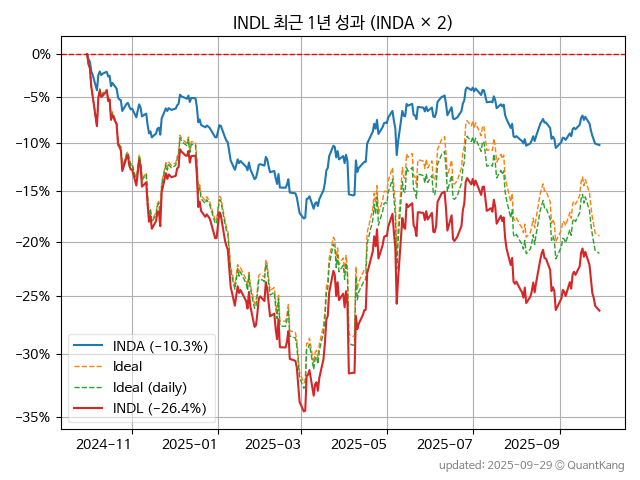 INDL 최근 1년 성과 (INDA × 2)
0%
−5%
−10%
−15%
−20%
−25%
−30%
−35%
INDA (−10.3%)
Ideal
Ideal (daily)
INDL (−26.4%)
2024−11
2025−01
2025−03
2025−05
2025−07
2025−09
updated: 2025−09−29 © QuantKang